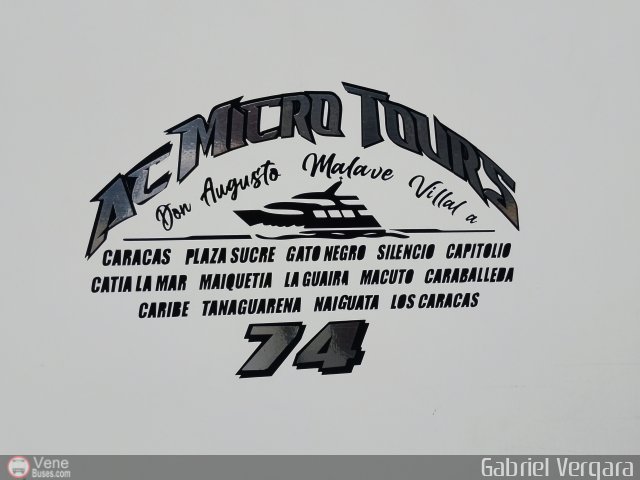 AC MICRO TOURS
Don Augusto Malave Villal a
CARACAS PLAZA SUCRE GATO NEGRO SILENCIO CAPITOLIO
CATIA LA MAR MAIQUETIA LA GUAIRA MACUTO CARABALLEDA
CARIBE TANAGUARENA NAIGUATA LOS CARACAS
74
Vene
Buses.com
Gabriel Vergara